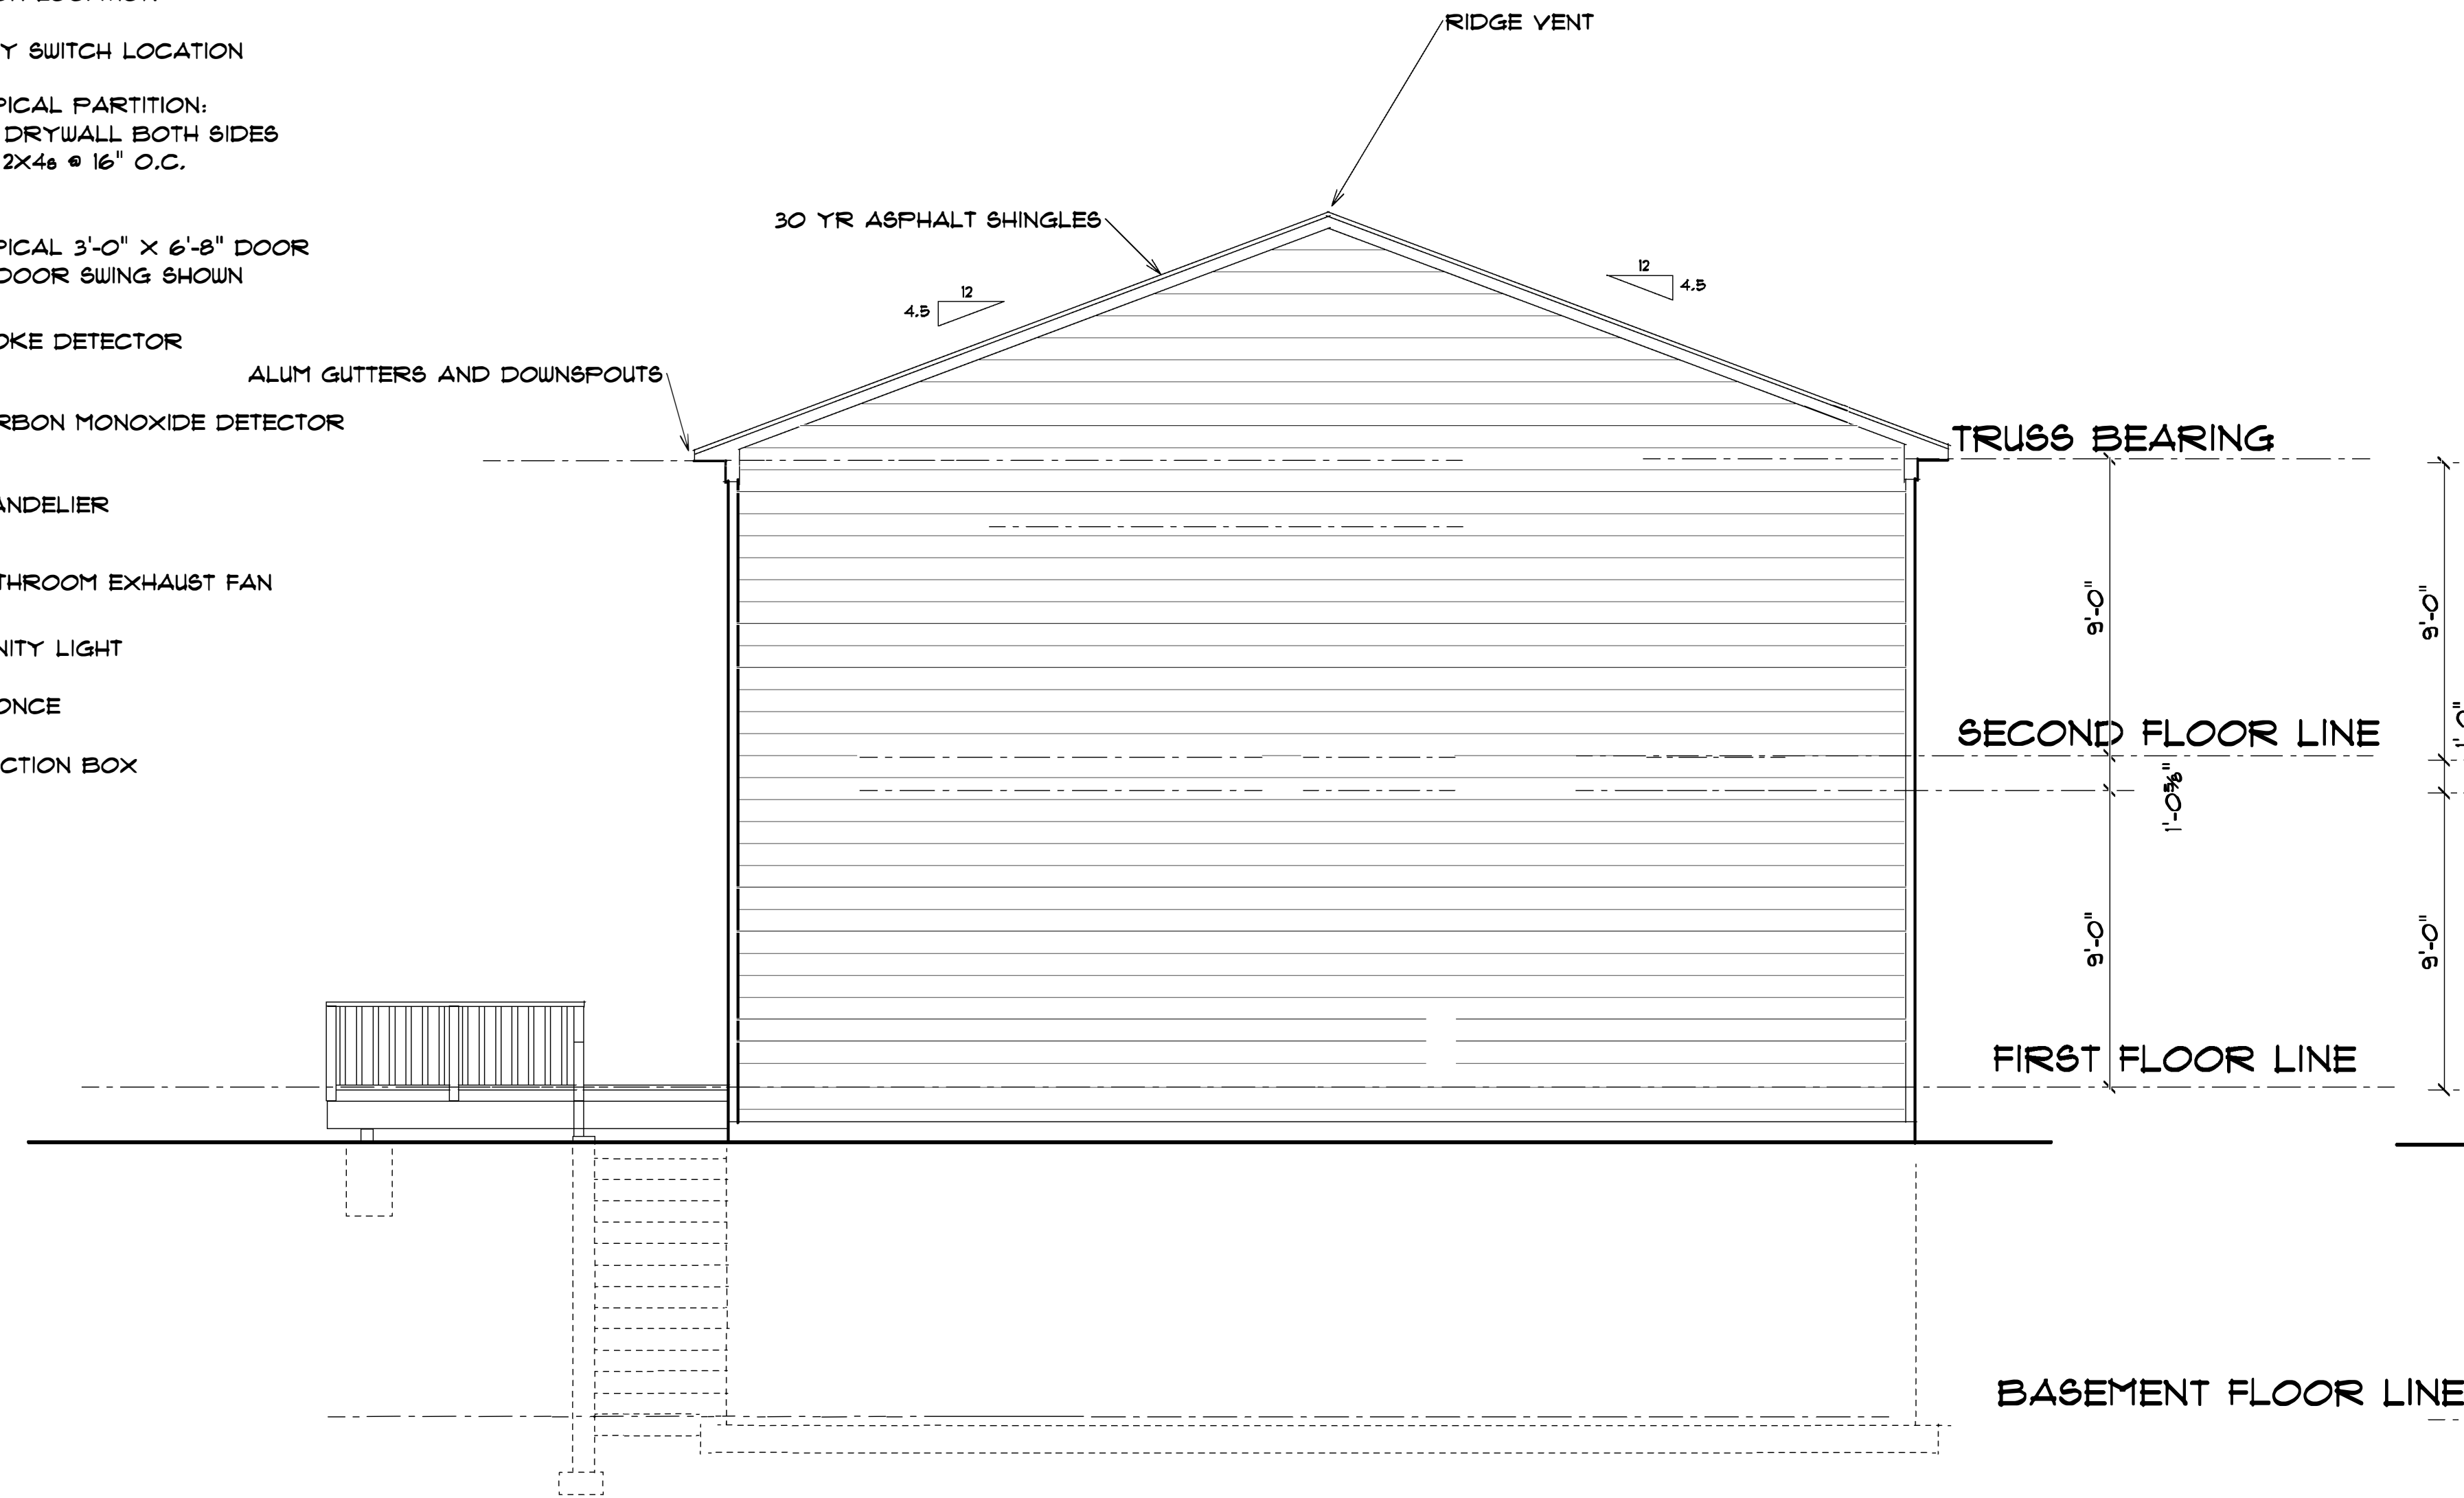 Y SWITCH LOCATION
PICAL PARTITION:
DRYWALL BOTH SIDES
2X4s @ 16" O.C.
PICAL 3'-0" X 6'-8" DOOR
DOOR SWING SHOWN
OKE DETECTOR
RBON MONOXIDE DETECTOR
ANDELIER
THROOM EXHAUST FAN
NITY LIGHT
ONCE
CTION BOX
RIDGE VENT
30 YR ASPHALT SHINGLES
12
4.5
12
4.5
ALUM GUTTERS AND DOWNSPOUTS
TRUSS BEARING
9'-0"
9'-0"
SECOND FLOOR LINE
1'-0⅝"
9'-0"
9'-0"
FIRST FLOOR LINE
BASEMENT FLOOR LINE